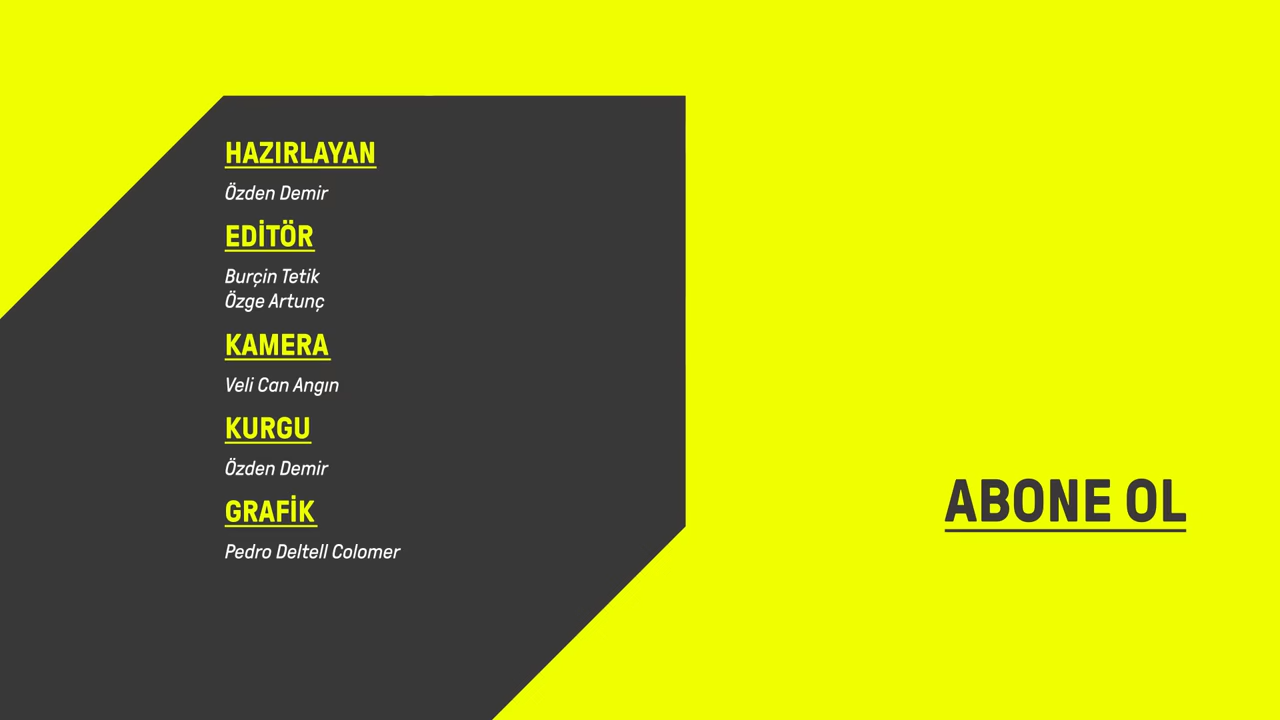 HAZIRLAYAN
Özden Demir
EDİTÖR
Burçin Tetik
Özge Artunç
KAMERA
Veli Can Angın
KURGU
Özden Demir
GRAFİK
Pedro Deltell Colomer
ABONE OL